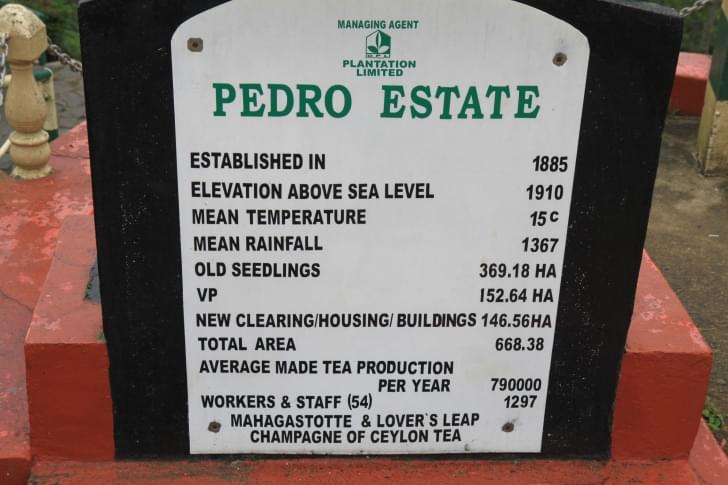 MANAGING AGENT
PLANTATION
LIMITED
PEDRO ESTATE
ESTABLISHED IN 1885
ELEVATION ABOVE SEA LEVEL 1910
MEAN TEMPERATURE 15 C
MEAN RAINFALL 1367
OLD SEEDLINGS 369.18 HA
VP 152.64 HA
NEW CLEARING/HOUSING/ BUILDINGS 146.56HA
TOTAL AREA 668.38
AVERAGE MADE TEA PRODUCTION
PER YEAR 790000
WORKERS & STAFF (54) 1297
MAHAGASTOTTE & LOVER`S LEAP
CHAMPAGNE OF CEYLON TEA